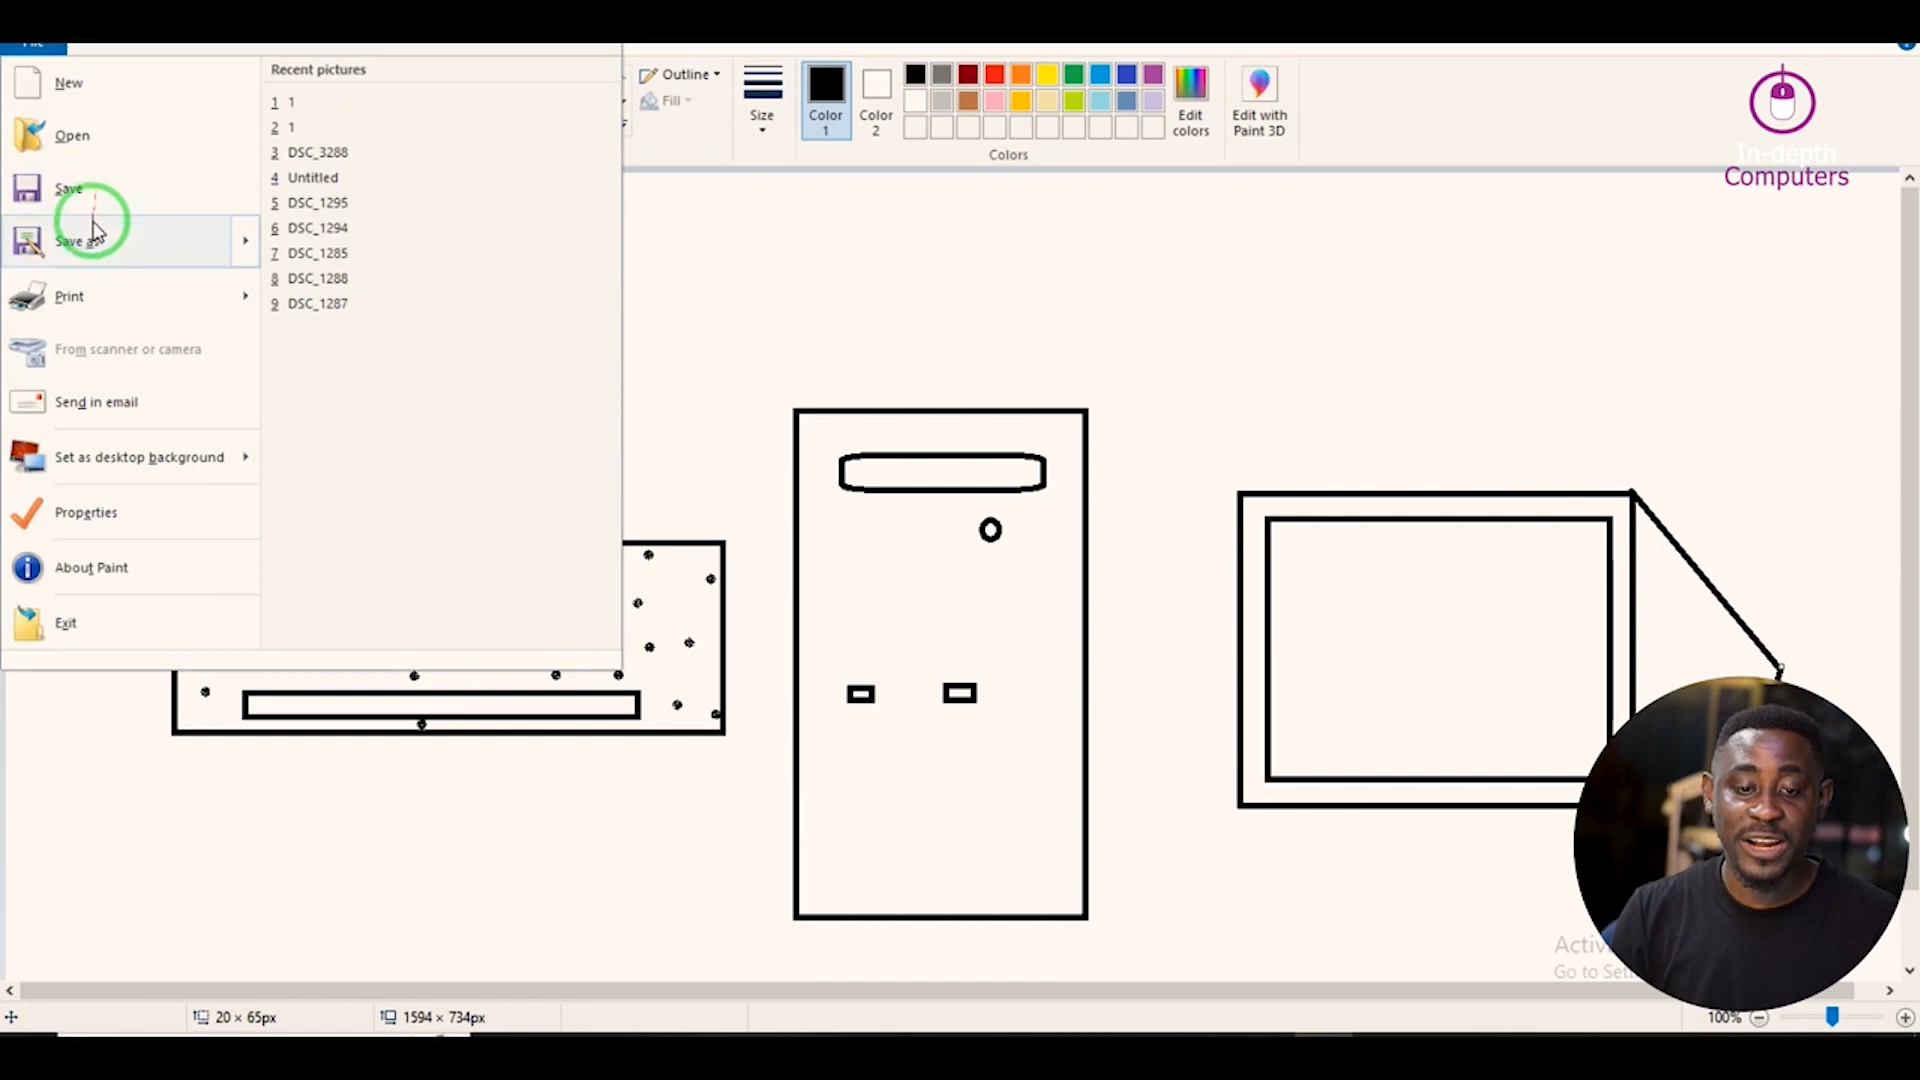 File
New
Open
Save
Save as
Print
From scanner or camera
Send in email
Set as desktop background
Properties
About Paint
Exit
Recent pictures
1 1
2 1
3 DSC_3288
4 Untitled
5 DSC_1295
6 DSC_1294
7 DSC_1285
8 DSC_1288
9 DSC_1287
Outline
Fill
Size
Color
1
Color
2
Edit
colors
Edit with
Paint 3D
Colors
In-depth
Computers
Go to
20 × 65px
1594 × 734px
100%